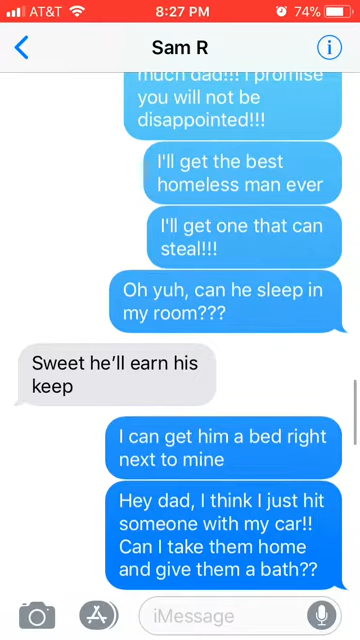 AT&T 8:27 PM 74%
Sam R
much dad!!! I promise
you will not be
disappointed!!!
I'll get the best
homeless man ever
I'll get one that can
steal!!!
Oh yuh, can he sleep in
my room???
Sweet he'll earn his
keep
I can get him a bed right
next to mine
Hey dad, I think I just hit
someone with my car!!
Can I take them home
and give them a bath??
iMessage